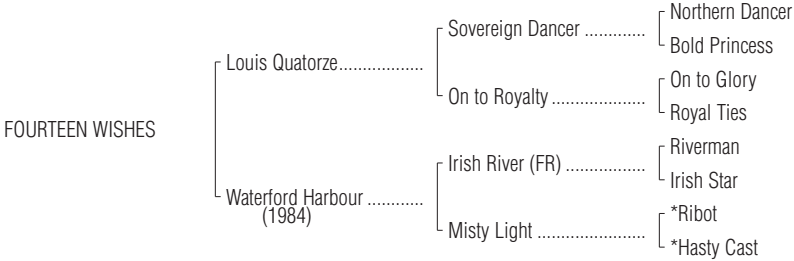 Northern Dancer
Sovereign Dancer .............
Bold Princess
Louis Quatorze..................
On to Glory
On to Royalty ....................
Royal Ties
FOURTEEN WISHES
Riverman
Irish River (FR) .................
Irish Star
Waterford Harbour ............
(1984)
*Ribot
Misty Light .......................
*Hasty Cast